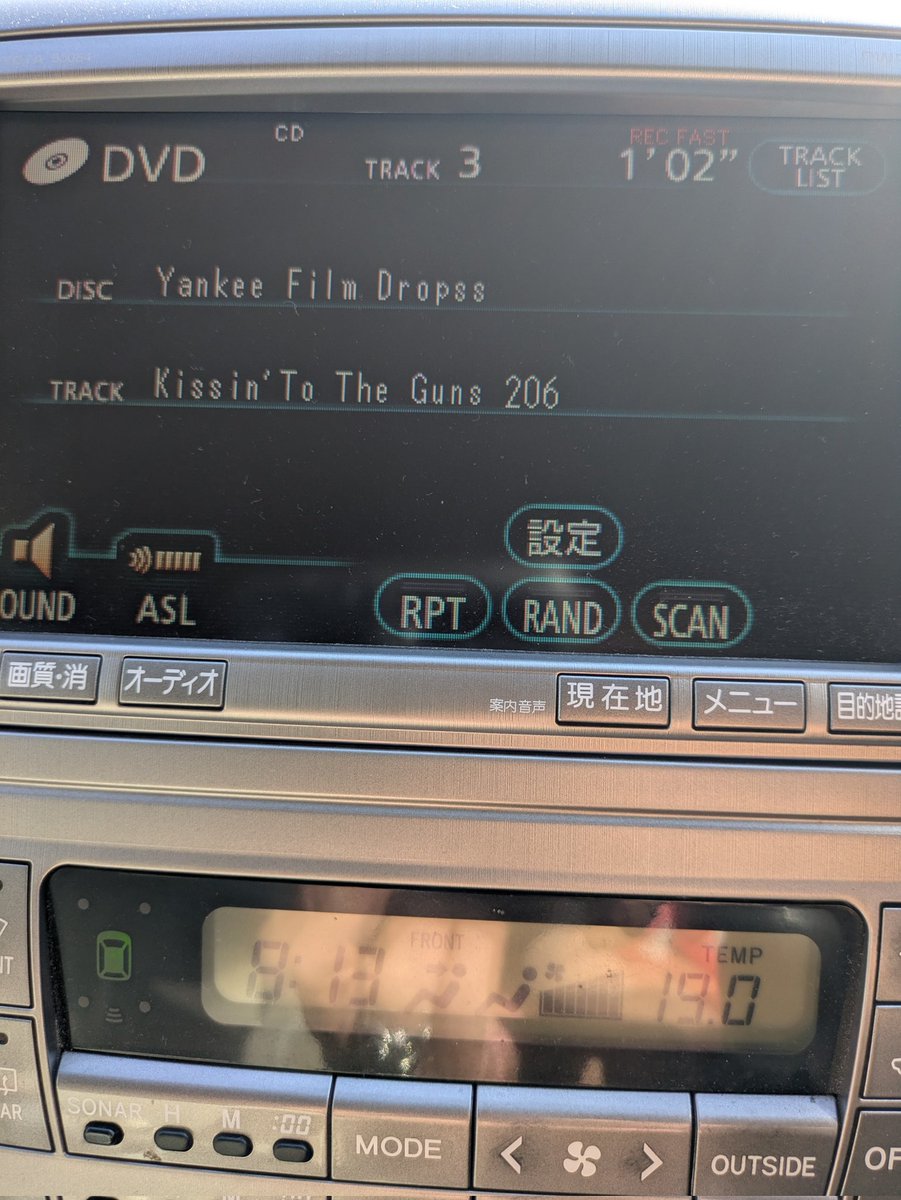 CD
DVD TRACK 3 REC FAST 1'02" TRACK LIST
DISC Yankee Film Dropss
TRACK Kissin'To The Guns 206
設定
OUND ASL RPT RAND SCAN
画質・消 オーディオ 案内音声 現在地 メニュー 目的地
FRONT
8:13 TEMP 19.0
SONAR H M :00
MODE OUTSIDE OF